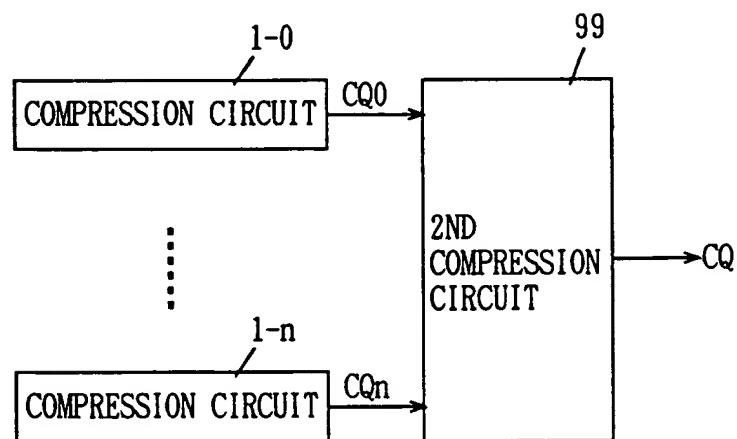 1-0
99
COMPRESSION CIRCUIT
CQ0
2ND
COMPRESSION
CIRCUIT
CQ
1-n
COMPRESSION CIRCUIT
CQn